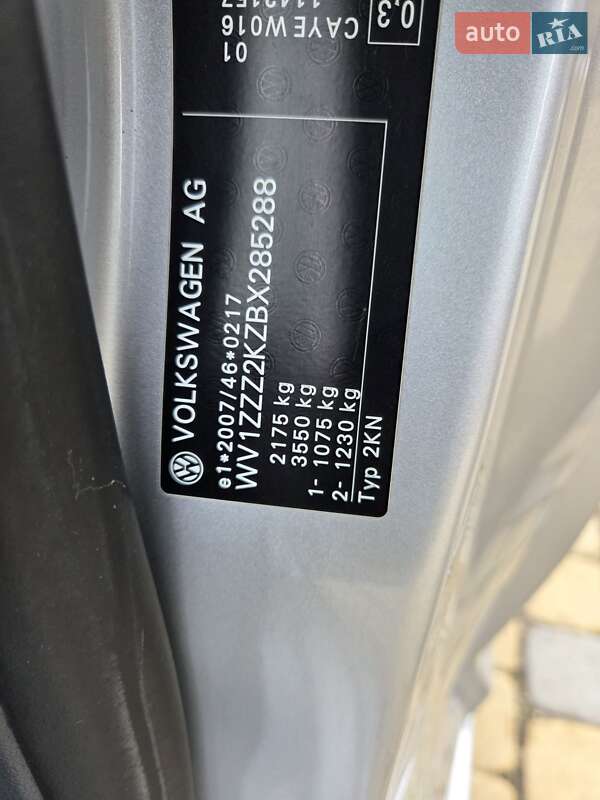 VOLKSWAGEN AG
e1*2007/46*0217
WV1ZZZ2KZBX285288
2175 kg
3550 kg
1- 1075 kg
2- 1230 kg
Typ 2KN
01
CAYE W016
0,3
auto RIA.com